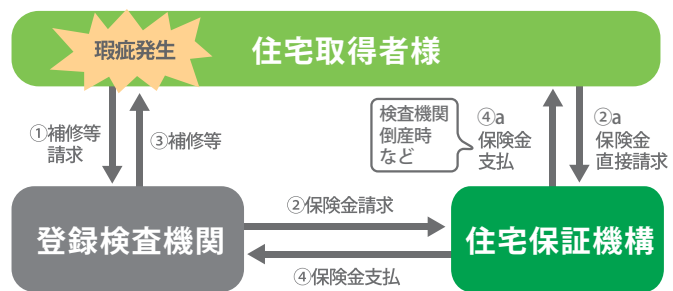 瑕疵発生
住宅取得者様
①補修等
請求
③補修等
検査機関
倒産時
など
④a
保険金
支払
②a
保険金
直接請求
②保険金請求
登録検査機関
住宅保証機構
④保険金支払